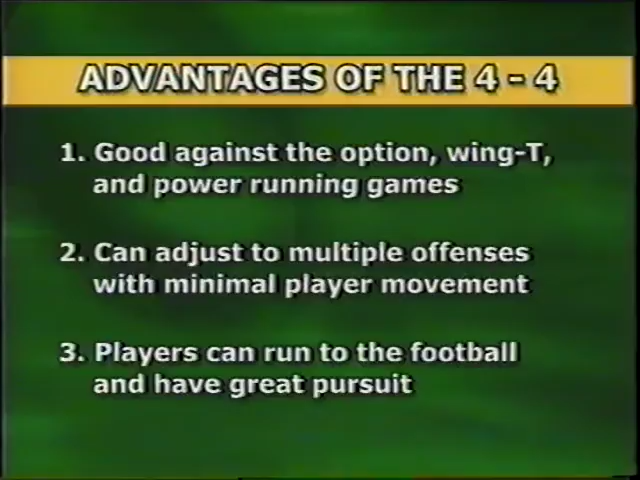 ADVANTAGES OF THE 4 - 4
1. Good against the option, wing-T,
and power running games
2. Can adjust to multiple offenses
with minimal player movement
3. Players can run to the football
and have great pursuit